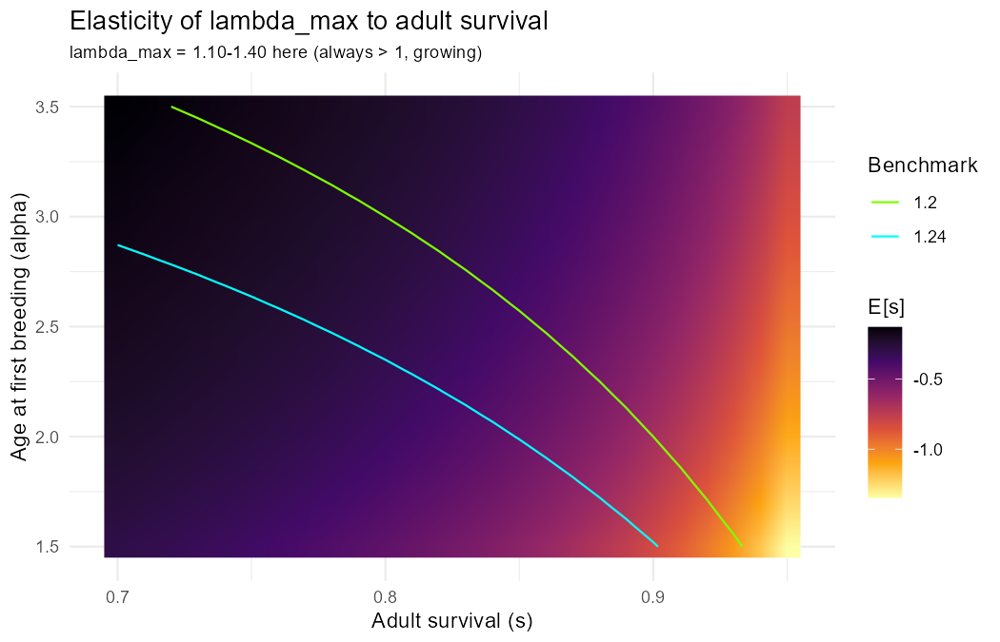 Elasticity of lambda_max to adult survival
lambda_max = 1.10-1.40 here (always > 1, growing)
Age at first breeding (alpha)
3.5
3.0
2.5
2.0
1.5
0.7
0.8
0.9
Adult survival (s)
Benchmark
1.2
1.24
E[s]
-0.5
-1.0